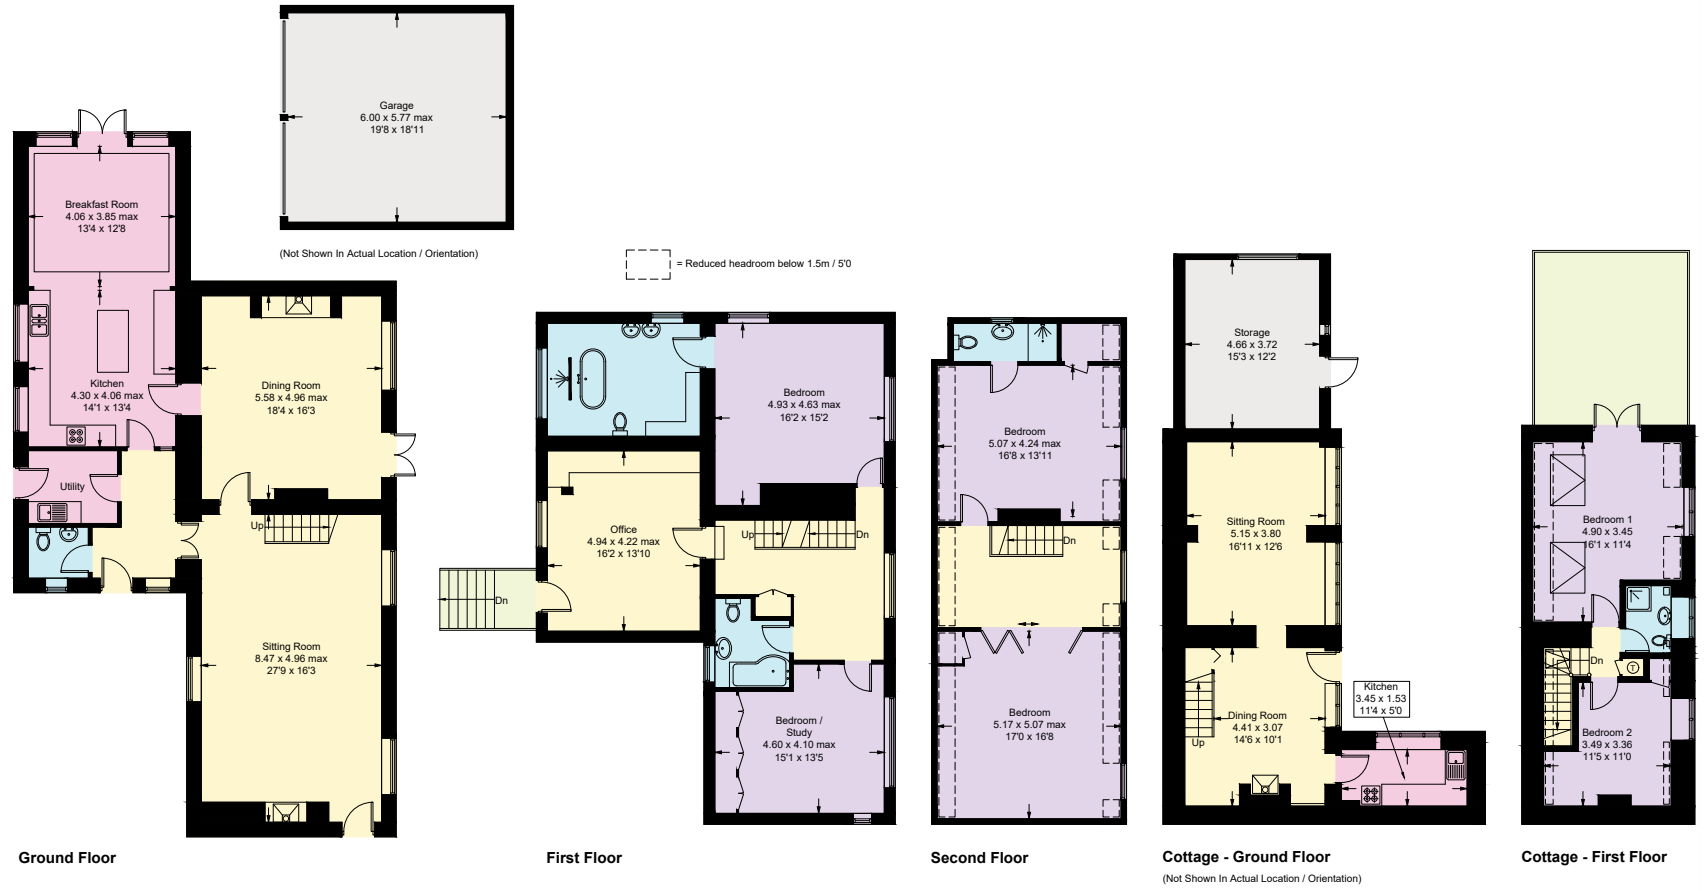 Garage
6.00 x 5.77 max
19'8 x 18'11
(Not Shown In Actual Location / Orientation)
Breakfast Room
4.06 x 3.85 max
13'4 x 12'8
Kitchen
4.30 x 4.06 max
14'1 x 13'4
Utility
Dining Room
5.58 x 4.96 max
18'4 x 16'3
Up
Sitting Room
8.47 x 4.96 max
27'9 x 16'3
Ground Floor
= Reduced headroom below 1.5m / 5'0
Bedroom
4.93 x 4.63 max
16'2 x 15'2
Office
4.94 x 4.22 max
16'2 x 13'10
Up
Dn
Dn
Bedroom /
Study
4.60 x 4.10 max
15'1 x 13'5
First Floor
Bedroom
5.07 x 4.24 max
16'8 x 13'11
Dn
Bedroom
5.17 x 5.07 max
17'0 x 16'8
Second Floor
Storage
4.66 x 3.72
15'3 x 12'2
Sitting Room
5.15 x 3.80
16'11 x 12'6
Kitchen
3.45 x 1.53
11'4 x 5'0
Dining Room
4.41 x 3.07
14'6 x 10'1
Up
Cottage - Ground Floor
(Not Shown In Actual Location / Orientation)
Bedroom 1
4.90 x 3.45
16'1 x 11'4
Dn
T
Bedroom 2
3.49 x 3.36
11'5 x 11'0
Cottage - First Floor